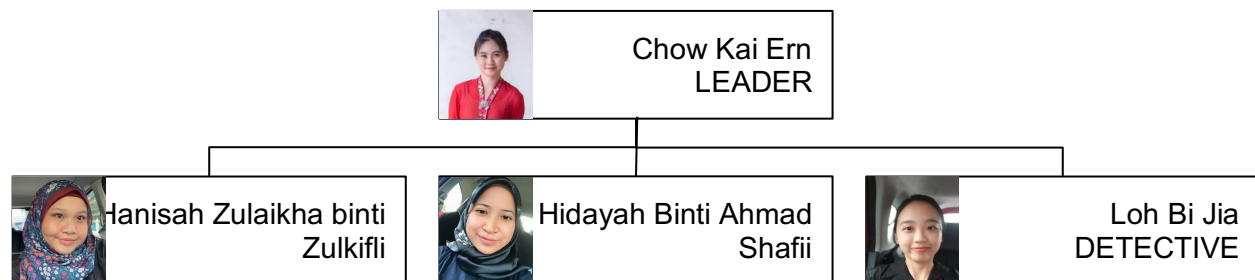 Chow Kai Ern
LEADER
Hanisah Zulaikha binti
Zulkifli
Hidayah Binti Ahmad
Shafii
Loh Bi Jia
DETECTIVE